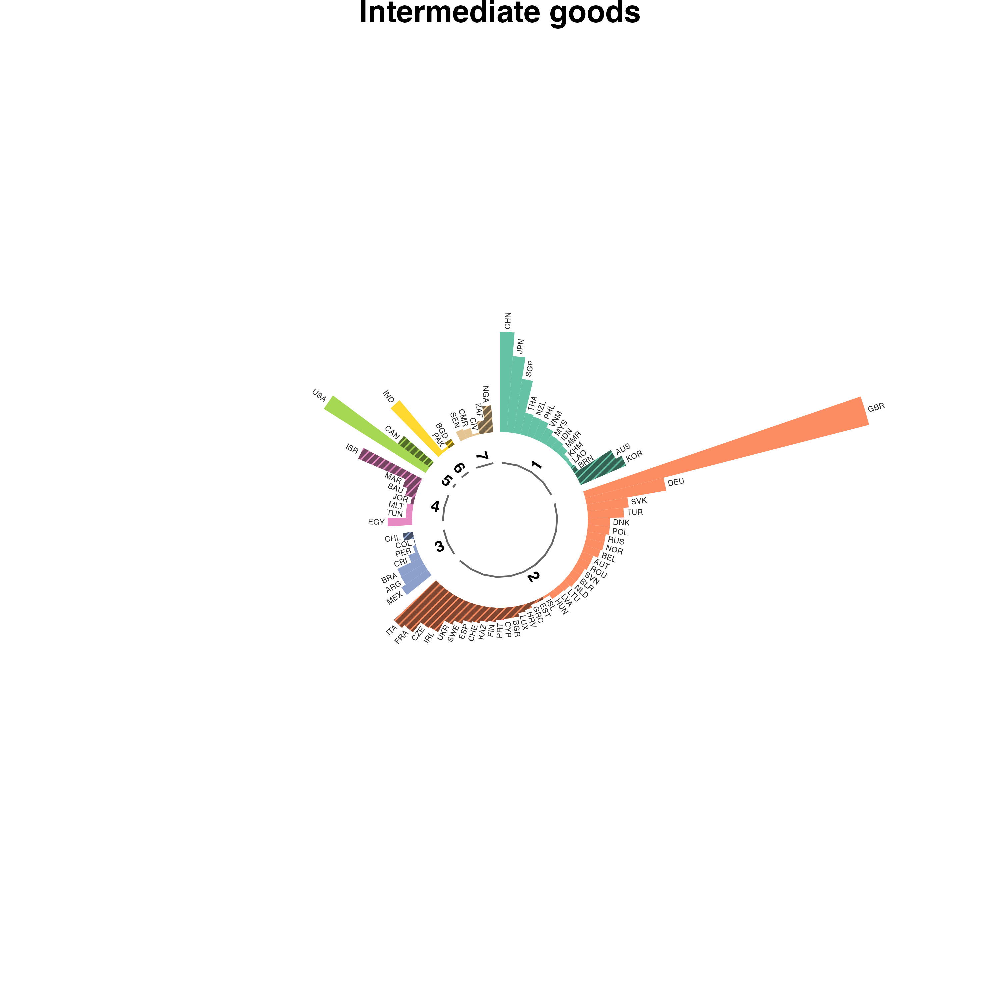 Intermediate goods
CHN
JPN
SGP
THA
NZL
PHL
VNM
MYS
IDN
MMR
KHM
LAO
BRN
AUS
KOR
GBR
DEU
SVK
TUR
DNK
POL
RUS
NOR
BEL
AUT
ROU
SVN
BLR
NLD
LTU
LVA
HUN
ISL
EST
GRC
HRV
LUX
BGR
CYP
PRT
FIN
KAZ
CHE
ESP
SWE
UKR
IRL
CZE
FRA
ITA
MEX
ARG
BRA
CRI
PER
COL
CHL
EGY
TUN
MLT
JOR
SAU
MAR
ISR
CAN
USA
IND
PAK
BGD
SEN
CMR
CIV
ZAF
NGA
1
2
3
4
5
6
7